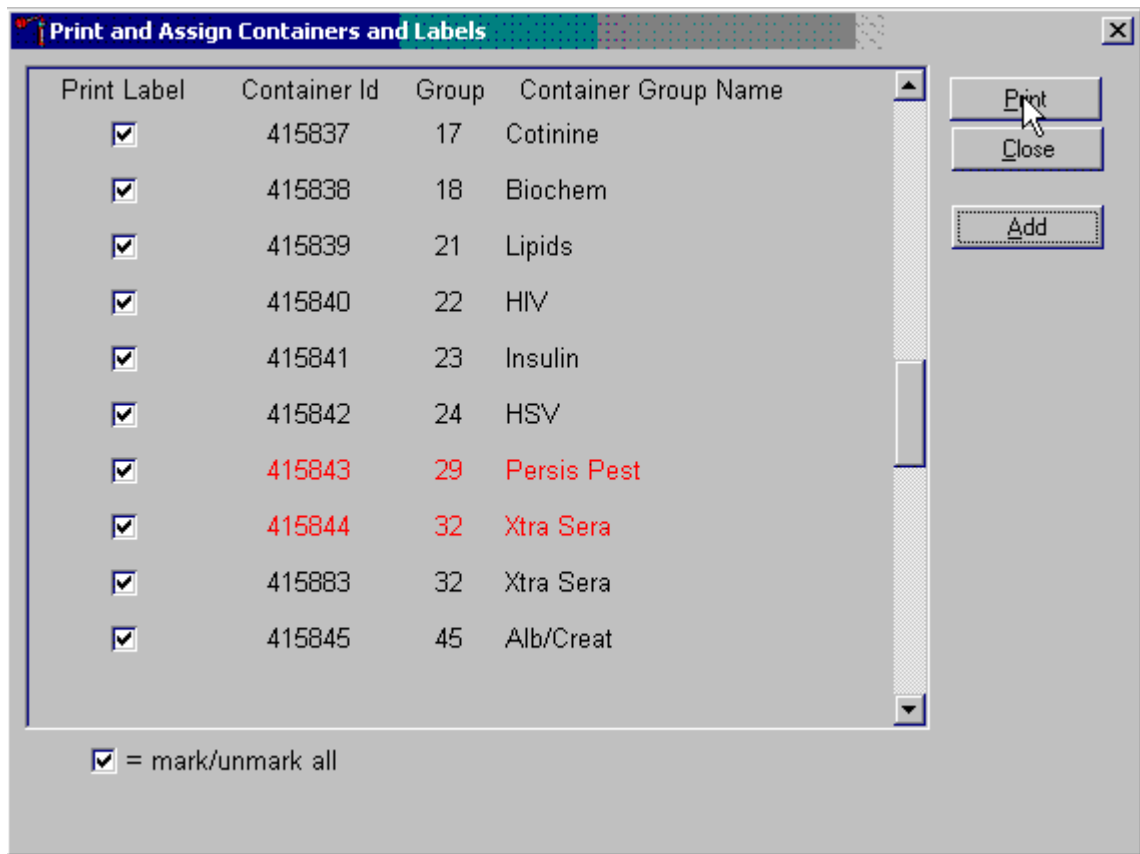 Print and Assign Containers and Labels
Print Label Container Id Group Container Group Name
415837 17 Cotinine
415838 18 Biochem
415839 21 Lipids
415840 22 HIV
415841 23 Insulin
415842 24 HSV
415843 29 Persis Pest
415844 32 Xtra Sera
415883 32 Xtra Sera
415845 45 Alb/Creat
= mark/unmark all
Print
Close
Add